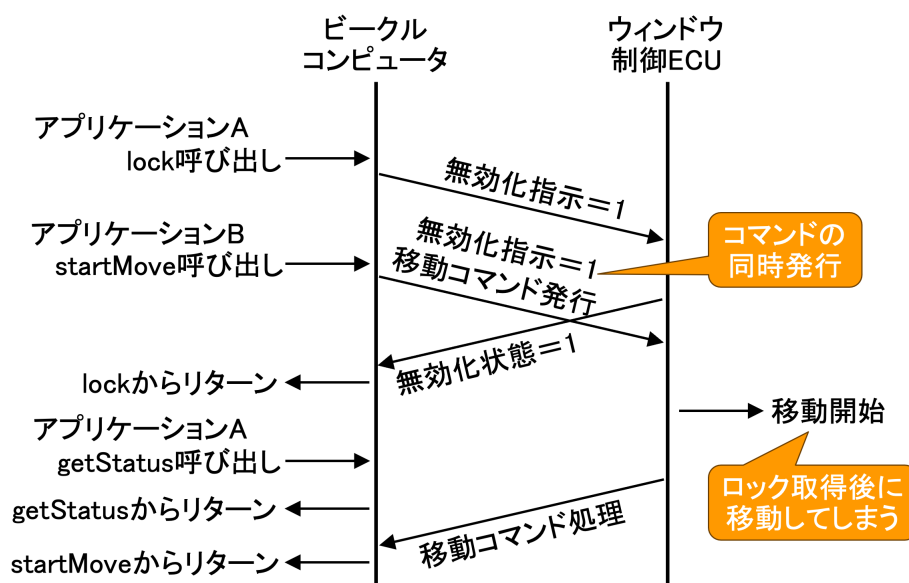 ビークル
コンピュータ
ウィンドウ
制御ECU
アプリケーションA
lock呼び出し
無効化指示＝1
アプリケーションB
startMove呼び出し
無効化指示＝1
移動コマンド発行
コマンドの
同時発行
無効化状態＝1
lockからリターン
移動開始
アプリケーションA
getStatus呼び出し
ロック取得後に
移動してしまう
getStatusからリターン
移動コマンド処理
startMoveからリターン